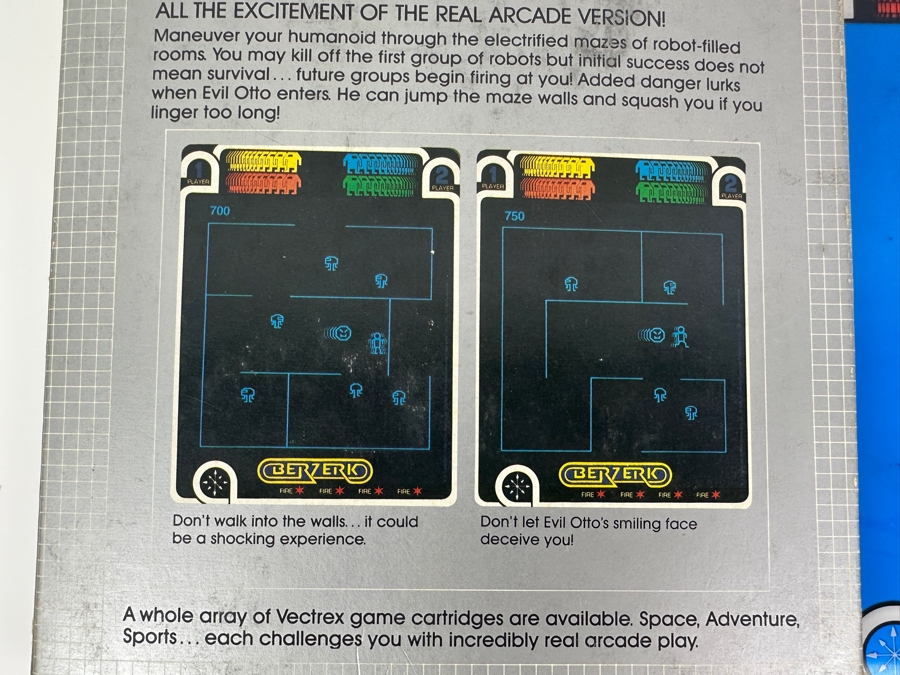 ALL THE EXCITEMENT OF THE REAL ARCADE VERSION!
Maneuver your humanoid through the electrified mazes of robot-filled
rooms. You may kill off the first group of robots but initial success does not
mean survival... future groups begin firing at you! Added danger lurks
when Evil Otto enters. He can jump the maze walls and squash you if you
linger too long!
1 PLAYER
2 PLAYER
700
BERZERK
FIRE FIRE FIRE FIRE
1 PLAYER
2 PLAYER
750
BERZERK
FIRE FIRE FIRE FIRE
Don't walk into the walls... it could
be a shocking experience.
Don't let Evil Otto's smiling face
deceive you!
A whole array of Vectrex game cartridges are available. Space, Adventure,
Sports... each challenges you with incredibly real arcade play.